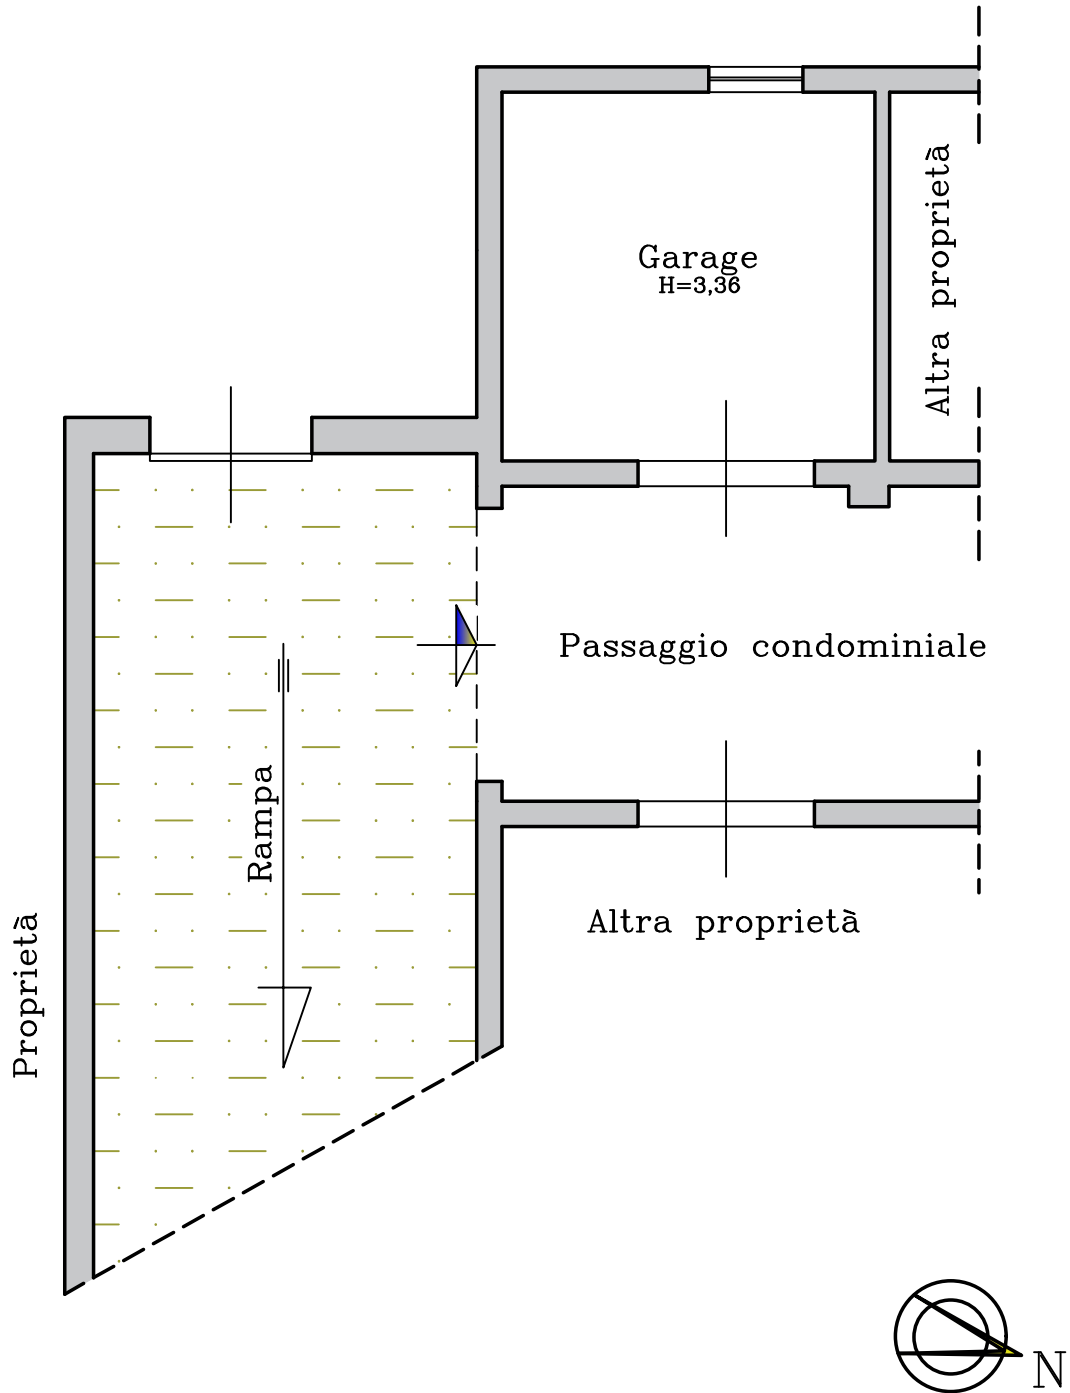 Altra proprietà
Garage
H=3,36
Passaggio condominiale
Rampa
Altra proprietà
Proprietà
N